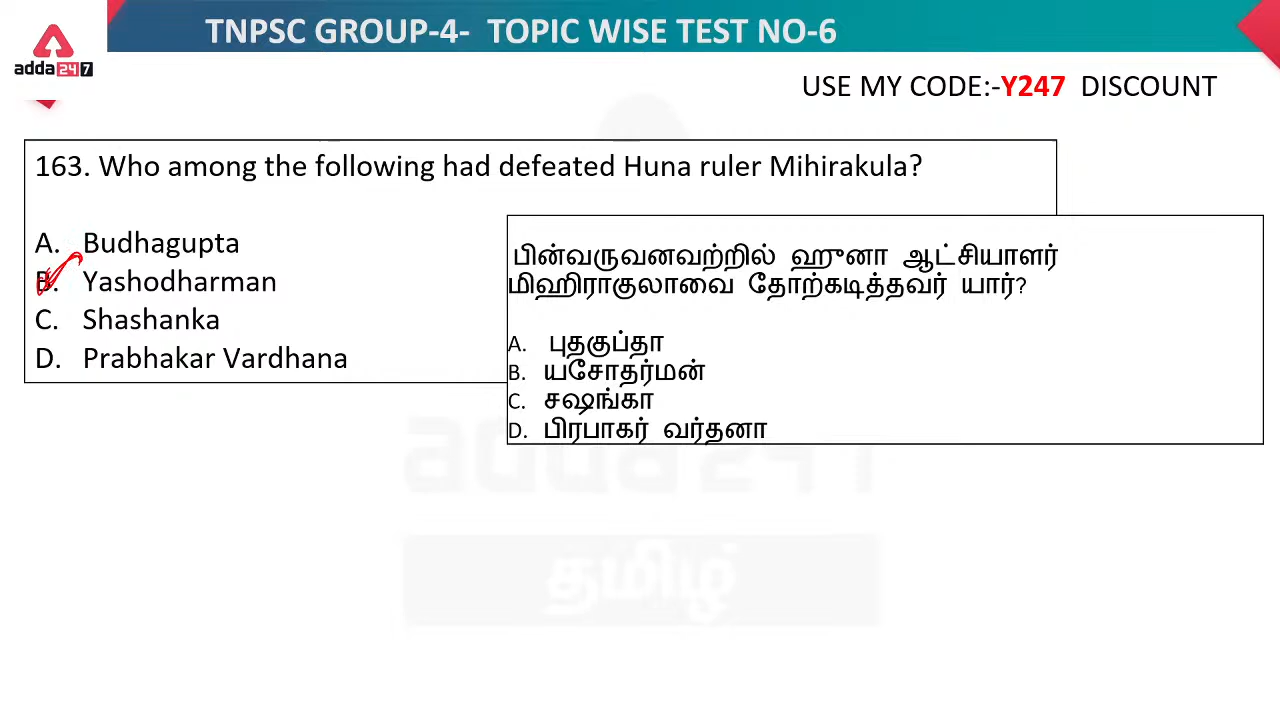 TNPSC GROUP-4- TOPIC WISE TEST NO-6
adda247
USE MY CODE:-Y247 DISCOUNT
163. Who among the following had defeated Huna ruler Mihirakula?
A. Budhagupta
B. Yashodharman
C. Shashanka
D. Prabhakar Vardhana
பின்வருவனவற்றில் ஹுனா ஆட்சியாளர்
மிஹிராகுலாவை தோற்கடித்தவர் யார்?
A. புதகுப்தா
B. யசோதர்மன்
C. சஷங்கா
D. பிரபாகர் வர்தனா
adda247
தமிழ்